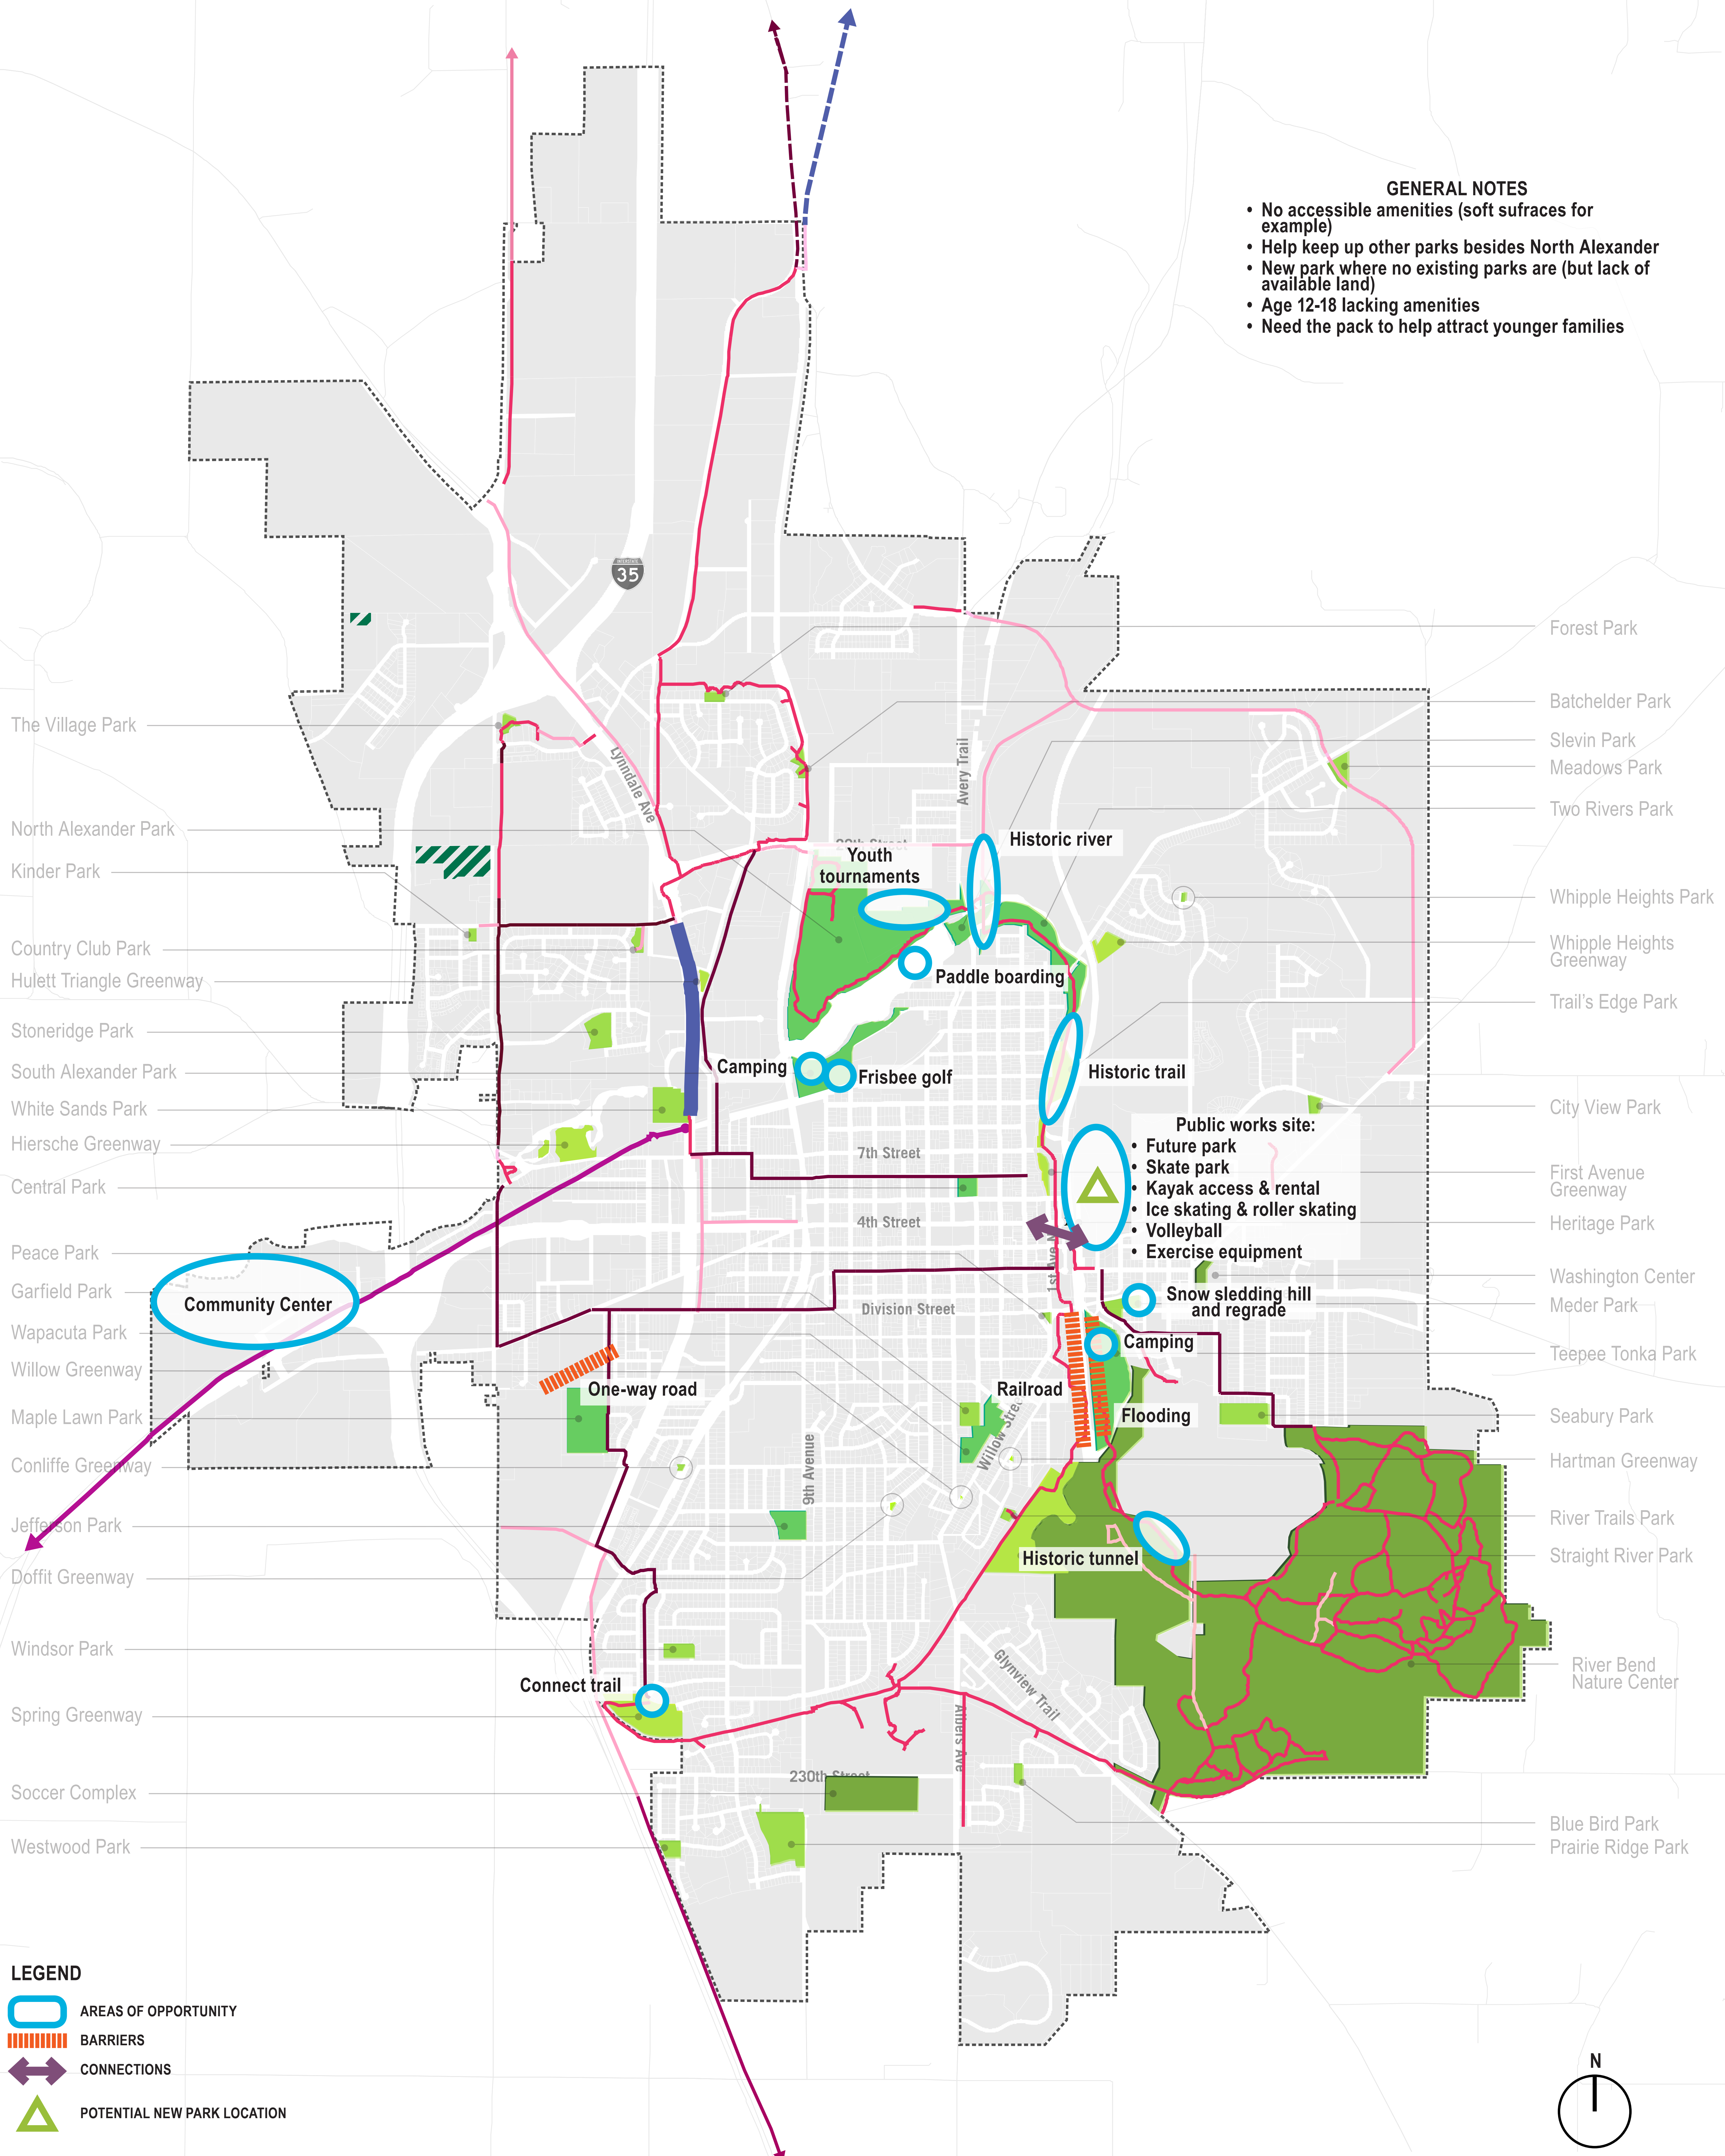 GENERAL NOTES
• No accessible amenities (soft sufraces for
example)
• Help keep up other parks besides North Alexander
• New park where no existing parks are (but lack of
available land)
• Age 12-18 lacking amenities
• Need the pack to help attract younger families
INTERSTATE
35
Lynndale Ave
Avery Trail
Street
Historic river
Youth
tournaments
Paddle boarding
Camping
Frisbee golf
Historic trail
Public works site:
• Future park
• Skate park
• Kayak access & rental
• Ice skating & roller skating
• Volleyball
• Exercise equipment
7th Street
4th Street
1st Ave
Division Street
Community Center
Snow sledding hill
and regrade
Camping
One-way road
Railroad
Flooding
Willow Street
9th Avenue
Historic tunnel
Connect trail
Glynview Trail
Albers Ave
230th Street
The Village Park
North Alexander Park
Kinder Park
Country Club Park
Hulett Triangle Greenway
Stoneridge Park
South Alexander Park
White Sands Park
Hiersche Greenway
Central Park
Peace Park
Garfield Park
Wapacuta Park
Willow Greenway
Maple Lawn Park
Conliffe Greenway
Jefferson Park
Doffit Greenway
Windsor Park
Spring Greenway
Soccer Complex
Westwood Park
Forest Park
Batchelder Park
Slevin Park
Meadows Park
Two Rivers Park
Whipple Heights Park
Whipple Heights
Greenway
Trail's Edge Park
City View Park
First Avenue
Greenway
Heritage Park
Washington Center
Meder Park
Teepee Tonka Park
Seabury Park
Hartman Greenway
River Trails Park
Straight River Park
River Bend
Nature Center
Blue Bird Park
Prairie Ridge Park
LEGEND
AREAS OF OPPORTUNITY
BARRIERS
CONNECTIONS
POTENTIAL NEW PARK LOCATION
N